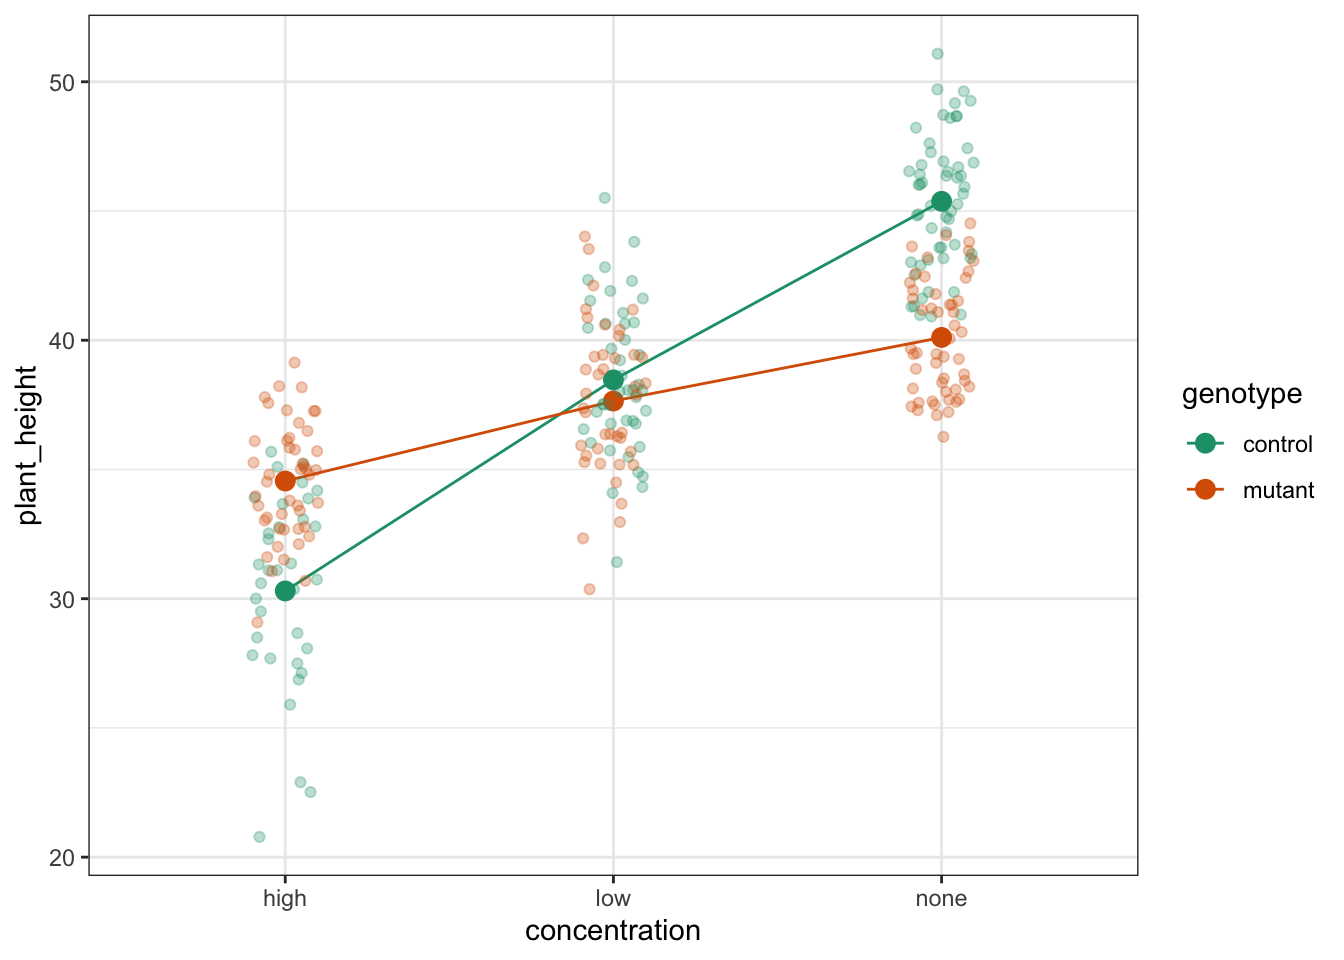 plant_height
50
40
30
20
high
low
none
concentration
genotype
control
mutant